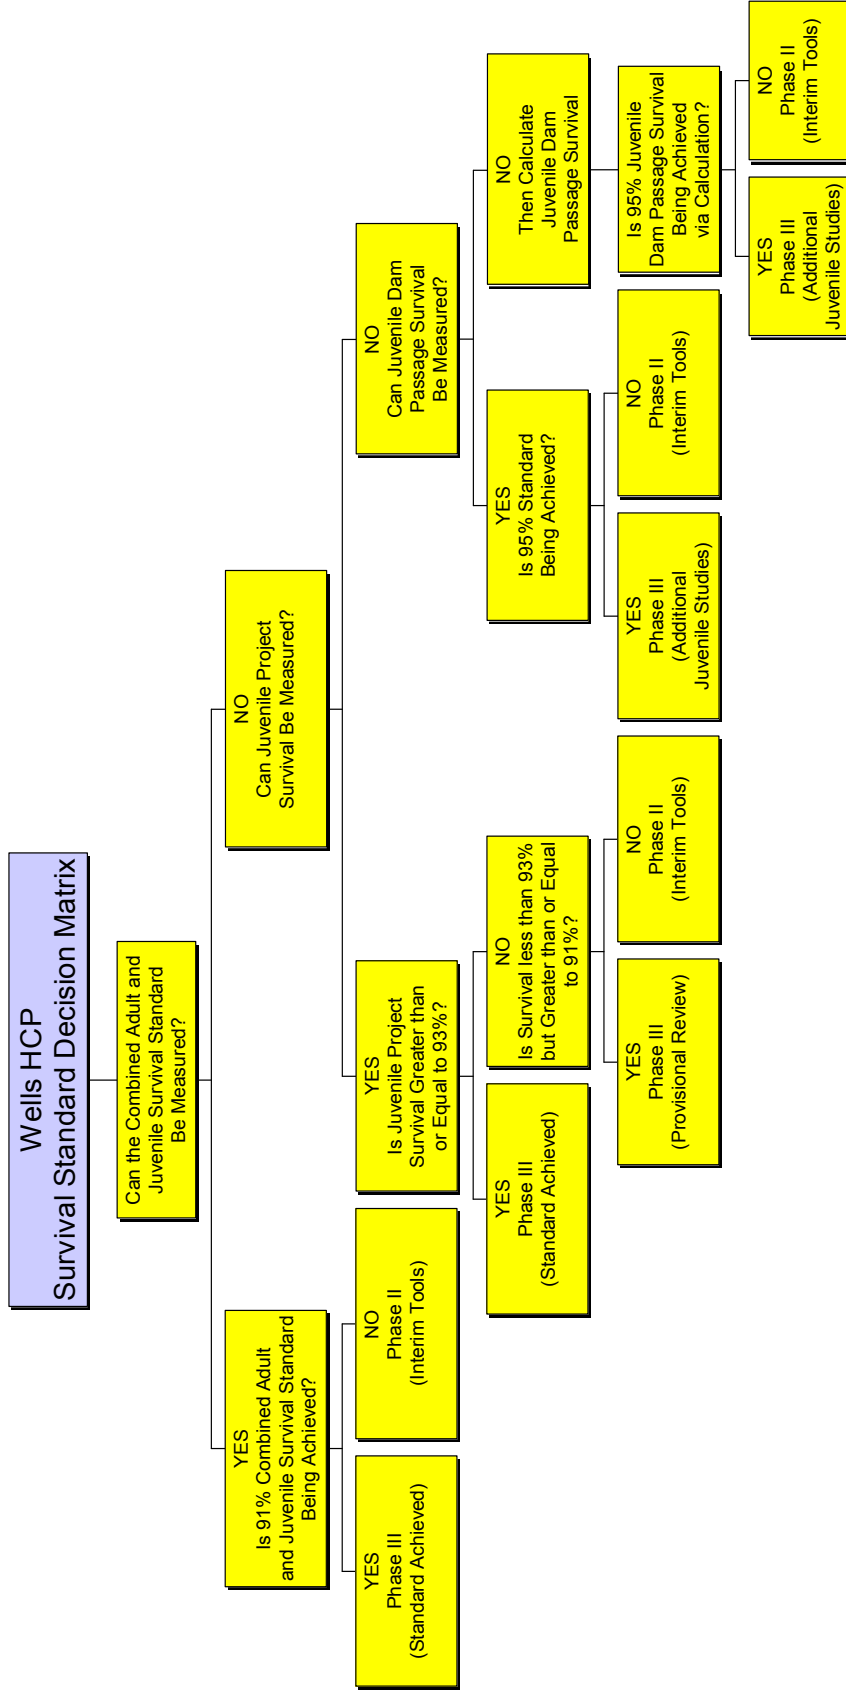 Wells HCP
Survival Standard Decision Matrix
Can the Combined Adult and
Juvenile Survival Standard
Be Measured?
YES
Is 91% Combined Adult
and Juvenile Survival Standard
Being Achieved?
NO
Can Juvenile Project
Survival Be Measured?
YES
Phase III
(Standard Achieved)
NO
Phase II
(Interim Tools)
YES
Is Juvenile Project
Survival Greater than
or Equal to 93%?
NO
Can Juvenile Dam
Passage Survival
Be Measured?
YES
Phase III
(Standard Achieved)
NO
Is Survival less than 93%
but Greater than or Equal
to 91%?
YES
Is 95% Standard
Being Achieved?
NO
Then Calculate
Juvenile Dam
Passage Survival
YES
Phase III
(Provisional Review)
NO
Phase II
(Interim Tools)
YES
Phase III
(Additional
Juvenile Studies)
NO
Phase II
(Interim Tools)
Is 95% Juvenile
Dam Passage Survival
Being Achieved
via Calculation?
YES
Phase III
(Additional
Juvenile Studies)
NO
Phase II
(Interim Tools)